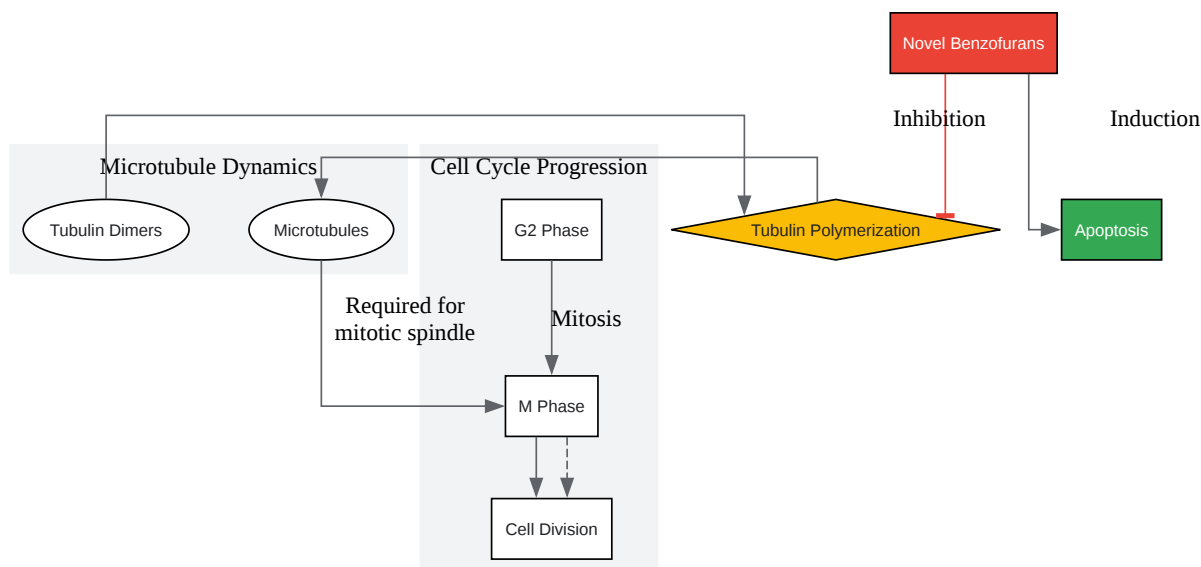 Novel Benzofurans
Inhibition
Induction
Microtubule Dynamics
Cell Cycle Progression
Tubulin Dimers
Microtubules
G2 Phase
Tubulin Polymerization
Apoptosis
Required for
mitotic spindle
Mitosis
M Phase
Cell Division